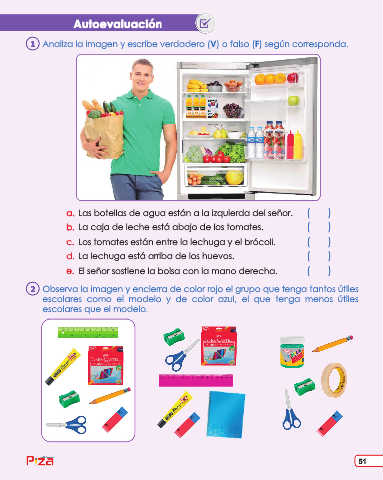 Autoevaluación
1 Analiza la imagen y escribe verdadero (V) o falso (F) según corresponda.
a. Las botellas de agua están a la izquierda del señor. ( )
b. La caja de leche está abajo de los tomates. ( )
c. Los tomates están entre la lechuga y el brócoli. ( )
d. La lechuga está arriba de los huevos. ( )
e. El señor sostiene la bolsa con la mano derecha. ( )
2 Observa la imagen y encierra de color rojo el grupo que tenga tantos útiles
escolares como el modelo y de color azul, el que tenga menos útiles
escolares que el modelo.
51